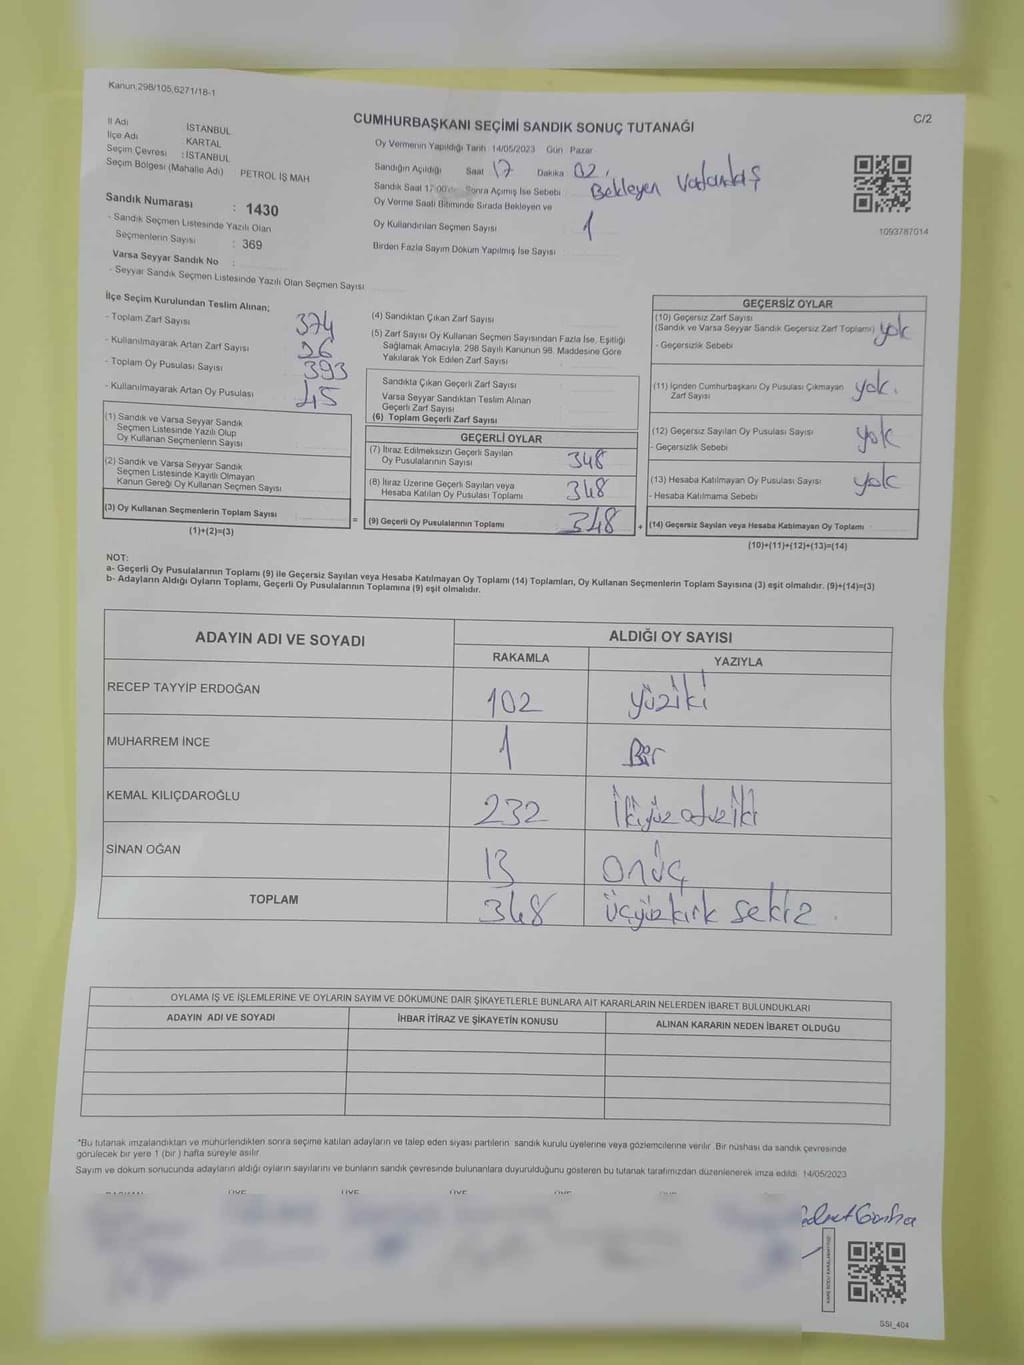 Kanun,298/105,6271/18-1
C/2
CUMHURBAŞKANI SEÇİMİ SANDIK SONUÇ TUTANAĞI
İl Adı İSTANBUL
İlçe Adı KARTAL
Seçim Çevresi : İSTANBUL
Seçim Bölgesi (Mahalle Adı) PETROL İŞ MAH
Sandık Numarası : 1430
- Sandık Seçmen Listesinde Yazılı Olan
Seçmenlerin Sayısı : 369
Varsa Seyyar Sandık No :
- Seyyar Sandık Seçmen Listesinde Yazılı Olan Seçmen Sayısı
Oy Vermenin Yapıldığı Tarih 14/05/2023 Gün Pazar
Sandığın Açıldığı Saat 17 Dakika 02,
Sandık Saat 17:00'den Sonra Açımış İse Sebebi Bekleyen Vatandaş
Oy Verme Saati Bitiminde Sırada Bekleyen ve
Oy Kullandırılan Seçmen Sayısı 1
Birden Fazla Sayım Döküm Yapılmış İse Sayısı
1093787014
İlçe Seçim Kurulundan Teslim Alınan;
- Toplam Zarf Sayısı 374
- Kullanılmayarak Artan Zarf Sayısı 26
- Toplam Oy Pusulası Sayısı 393
- Kullanılmayarak Artan Oy Pusulası 45
(1) Sandık ve Varsa Seyyar Sandık
Seçmen Listesinde Yazılı Olup
Oy Kullanan Seçmenlerin Sayısı
(2) Sandık ve Varsa Seyyar Sandık
Seçmen Listesinde Kayıtlı Olmayan
Kanun Gereği Oy Kullanan Seçmen Sayısı
(3) Oy Kullanan Seçmenlerin Toplam Sayısı
(1)+(2)=(3)
(4) Sandıktan Çıkan Zarf Sayısı
(5) Zarf Sayısı Oy Kullanan Seçmen Sayısından Fazla İse, Eşitliği
Sağlamak Amacıyla, 298 Sayılı Kanunun 98. Maddesine Göre
Yakılarak Yok Edilen Zarf Sayısı
Sandıkta Çıkan Geçerli Zarf Sayısı
Varsa Seyyar Sandıktan Teslim Alınan
Geçerli Zarf Sayısı
(6) Toplam Geçerli Zarf Sayısı
GEÇERLİ OYLAR
(7) İtiraz Edilmeksizin Geçerli Sayılan
Oy Pusulalarının Sayısı 348
(8) İtiraz Üzerine Geçerli Sayılan veya
Hesaba Katılan Oy Pusulası Toplamı 348
= (9) Geçerli Oy Pusulalarının Toplamı 348 +
GEÇERSİZ OYLAR
(10) Geçersiz Zarf Sayısı
(Sandık ve Varsa Seyyar Sandık Geçersiz Zarf Toplamı) yok
- Geçersizlik Sebebi
(11) İçinden Cumhurbaşkanı Oy Pusulası Çıkmayan
Zarf Sayısı yok.
(12) Geçersiz Sayılan Oy Pusulası Sayısı yok
- Geçersizlik Sebebi
(13) Hesaba Katılmayan Oy Pusulası Sayısı yok
- Hesaba Katılmama Sebebi
(14) Geçersiz Sayılan veya Hesaba Katılmayan Oy Toplamı
(10)+(11)+(12)+(13)=(14)
NOT:
a- Geçerli Oy Pusulalarının Toplamı (9) ile Geçersiz Sayılan veya Hesaba Katılmayan Oy Toplamı (14) Toplamları, Oy Kullanan Seçmenlerin Toplam Sayısına (3) eşit olmalıdır. (9)+(14)=(3)
b- Adayların Aldığı Oyların Toplamı, Geçerli Oy Pusulalarının Toplamına (9) eşit olmalıdır.
ADAYIN ADI VE SOYADI ALDIĞI OY SAYISI
RAKAMLA YAZIYLA
RECEP TAYYİP ERDOĞAN 102 yüziki
MUHARREM İNCE 1 Bir
KEMAL KILIÇDAROĞLU 232 İkiyüz otuziki
SİNAN OĞAN 13 onüç
TOPLAM 348 üçyüzkırk sekiz
OYLAMA İŞ VE İŞLEMLERİNE VE OYLARIN SAYIM VE DÖKÜMÜNE DAİR ŞİKAYETLERLE BUNLARA AİT KARARLARIN NELERDEN İBARET BULUNDUKLARI
ADAYIN ADI VE SOYADI İHBAR İTİRAZ VE ŞİKAYETİN KONUSU ALINAN KARARIN NEDEN İBARET OLDUĞU
*Bu tutanak imzalandıktan ve mühürlendikten sonra seçime katılan adayların ve talep eden siyasi partilerin sandık kurulu üyelerine veya gözlemcilerine verilir. Bir nüshası da sandık çevresinde
görülecek bir yere 1 (bir) hafta süreyle asılır.
Sayım ve döküm sonucunda adayların aldığı oyların sayılarını ve bunların sandık çevresinde bulunanlara duyurulduğunu gösteren bu tutanak tarafımızdan düzenlenerek imza edildi. 14/05/2023
SSI_404